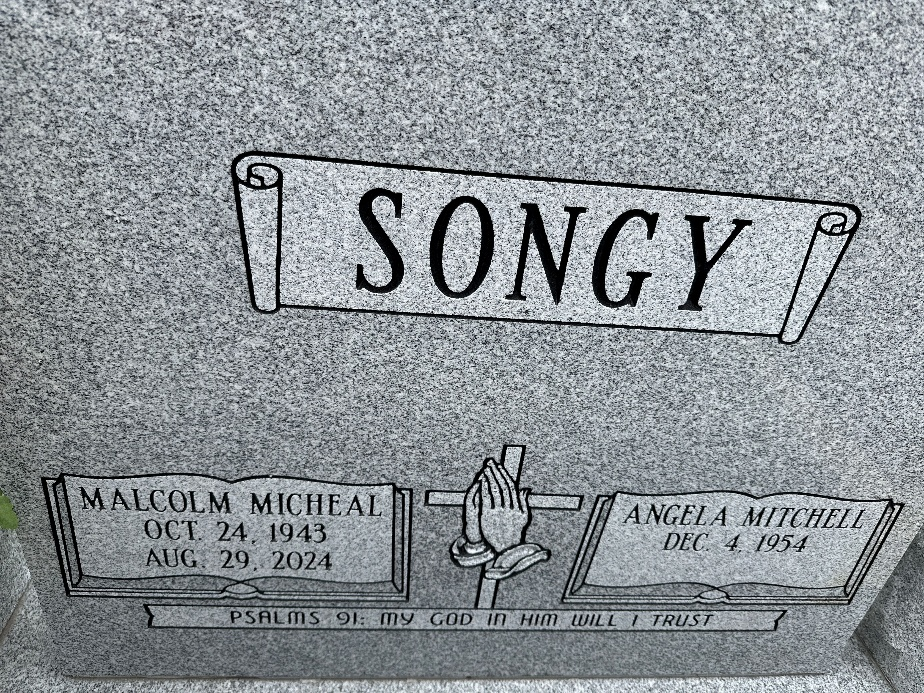 SONGY
MALCOLM MICHEAL
OCT. 24, 1943
AUG. 29, 2024
ANGELA MITCHELL
DEC. 4, 1954
PSALMS 91: MY GOD IN HIM WILL I TRUST